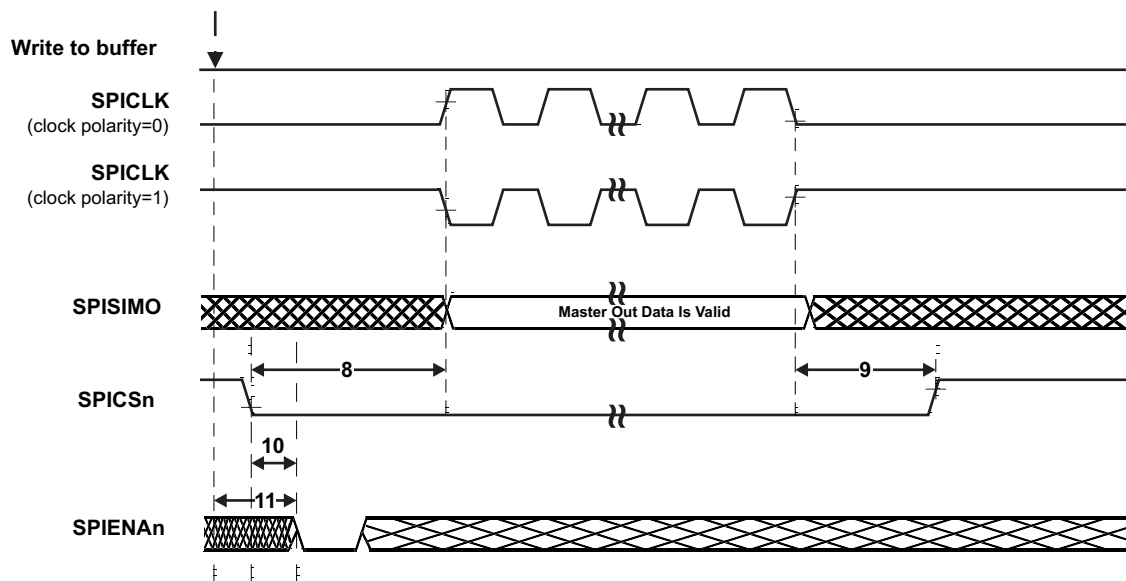 Write to buffer
SPICLK
(clock polarity=0)
SPICLK
(clock polarity=1)
SPISIMO
Master Out Data Is Valid
8
9
SPICSn
10
11
SPIENAn